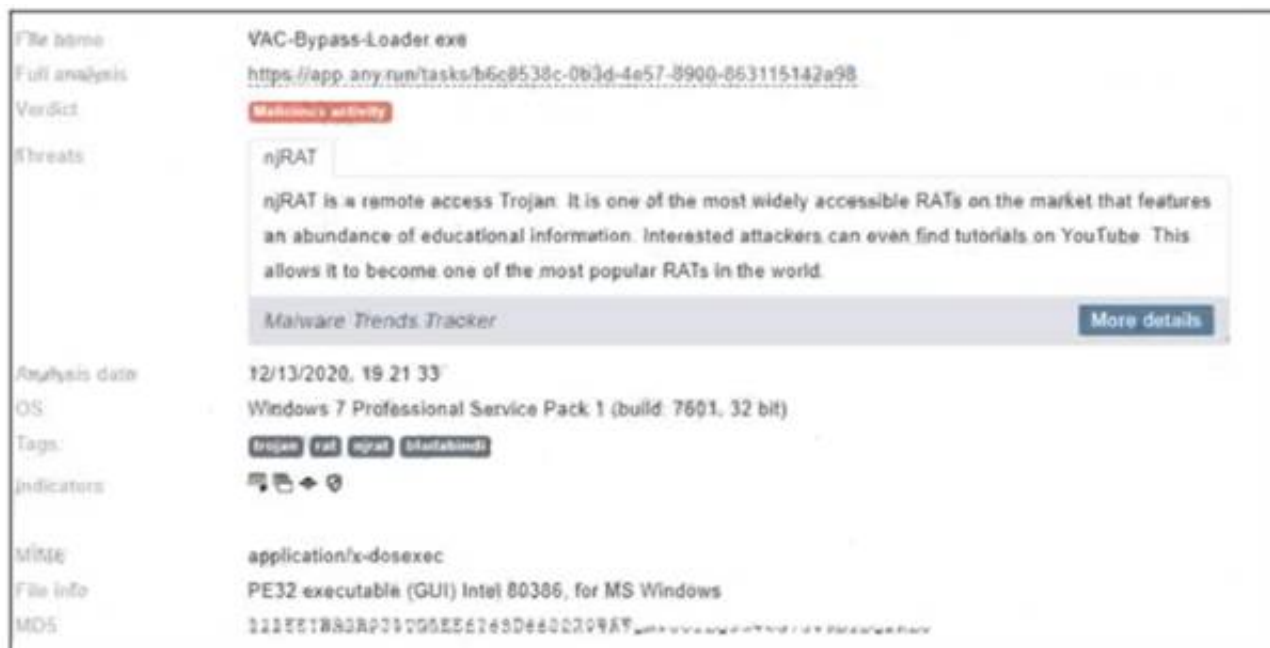 File name VAC-Bypass-Loader exe
Full analysis https://app.any.run/tasks/b6c8538c-0b3d-4e57-8900-863115142a98
Verdict Malicious activity
Threats njRAT
njRAT is a remote access Trojan. It is one of the most widely accessible RATs on the market that features
an abundance of educational information. Interested attackers can even find tutorials on YouTube. This
allows it to become one of the most popular RATs in the world.
Malware Trends Tracker More details
Analysis date 12/13/2020, 19 21 33
OS: Windows 7 Professional Service Pack 1 (build: 7601, 32 bit)
Tags: trojan rat njrat bladabindi
Indicators
MIME application/x-dosexec
File info PE32 executable (GUI) Intel 80386, for MS Windows
MD5